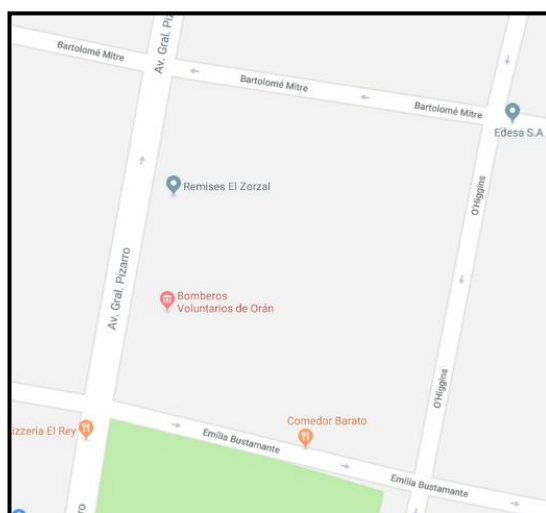 Bartolomé Mitre
Av. Gral. Piz
Bartolomé Mitre
Bartolomé Mitre
Edesa S.A
Remises El Zorzal
O'Higgins
Av. Gral. Pizarro
Bomberos
Voluntarios de Orán
O'Higgins
izzeria El Rey
Comedor Barato
Emilia Bustamante
Emilia Bustamante
ro